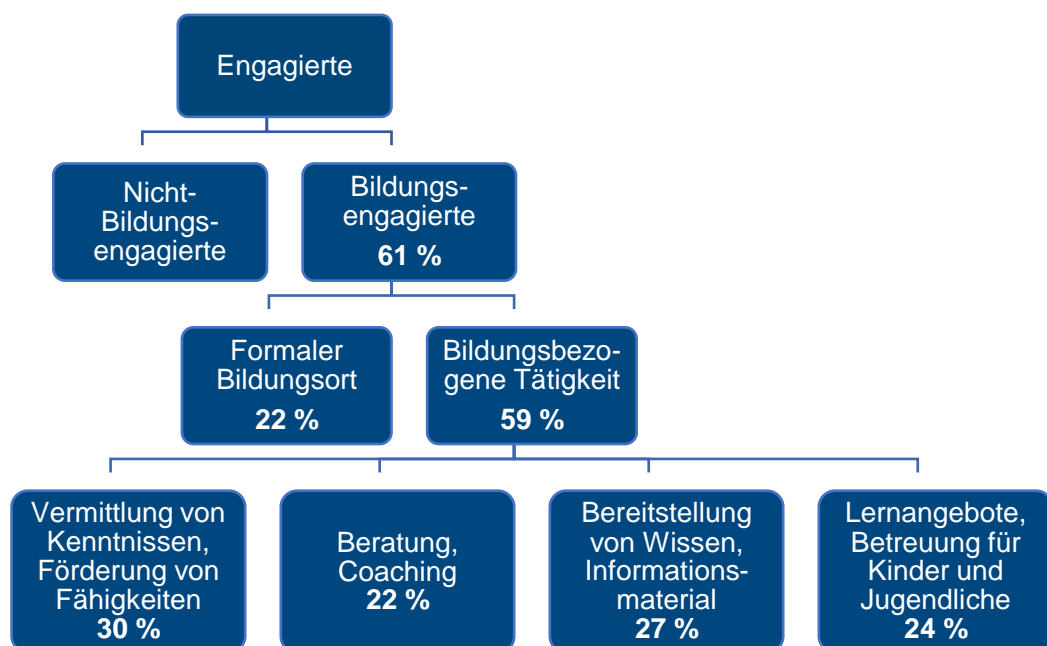 Engagierte
Nicht-
Bildungs-
engagierte
Bildungs-
engagierte
61 %
Formaler
Bildungsort
22 %
Bildungsbezo-
gene Tätigkeit
59 %
Vermittlung von
Kenntnissen,
Förderung von
Fähigkeiten
30 %
Beratung,
Coaching
22 %
Bereitstellung
von Wissen,
Informations-
material
27 %
Lernangebote,
Betreuung für
Kinder und
Jugendliche
24 %